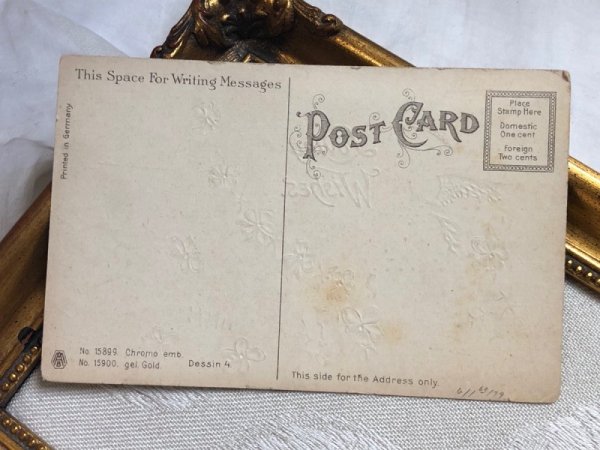 This Space For Writing Messages
Printed in Germany
POST CARD
Place
Stamp Here
Domestic
One cent
Foreign
Two cents
Wishes
No. 15899. Chromo emb.
No. 15900. gel. Gold. Dessin 4.
This side for the Address only.